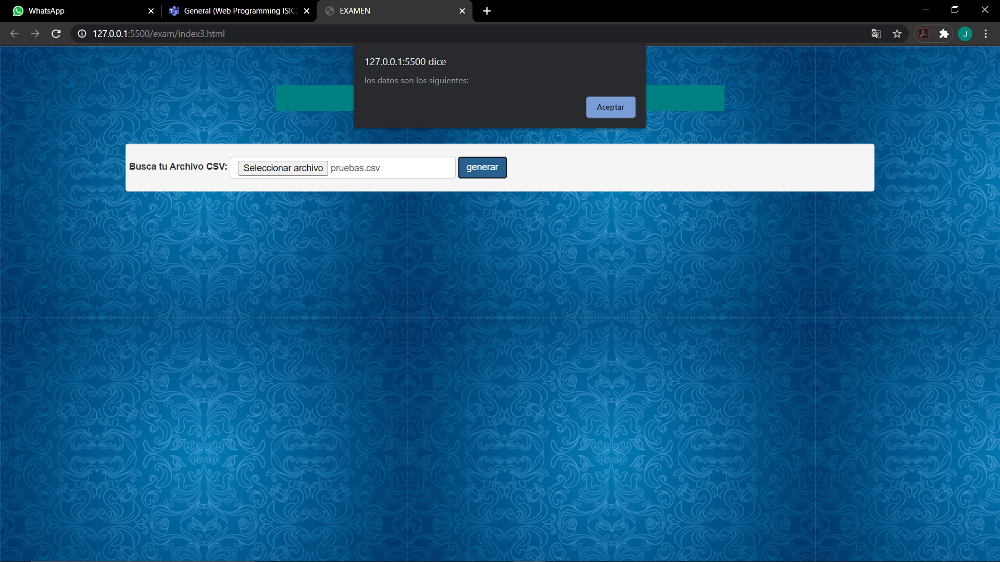 WhatsApp
General (Web Programming ISIC)
EXAMEN
127.0.0.1:5500/exam/index3.html
J
127.0.0.1:5500 dice
los datos son los siguientes:
Aceptar
Busca tu Archivo CSV: Seleccionar archivo pruebas.csv generar